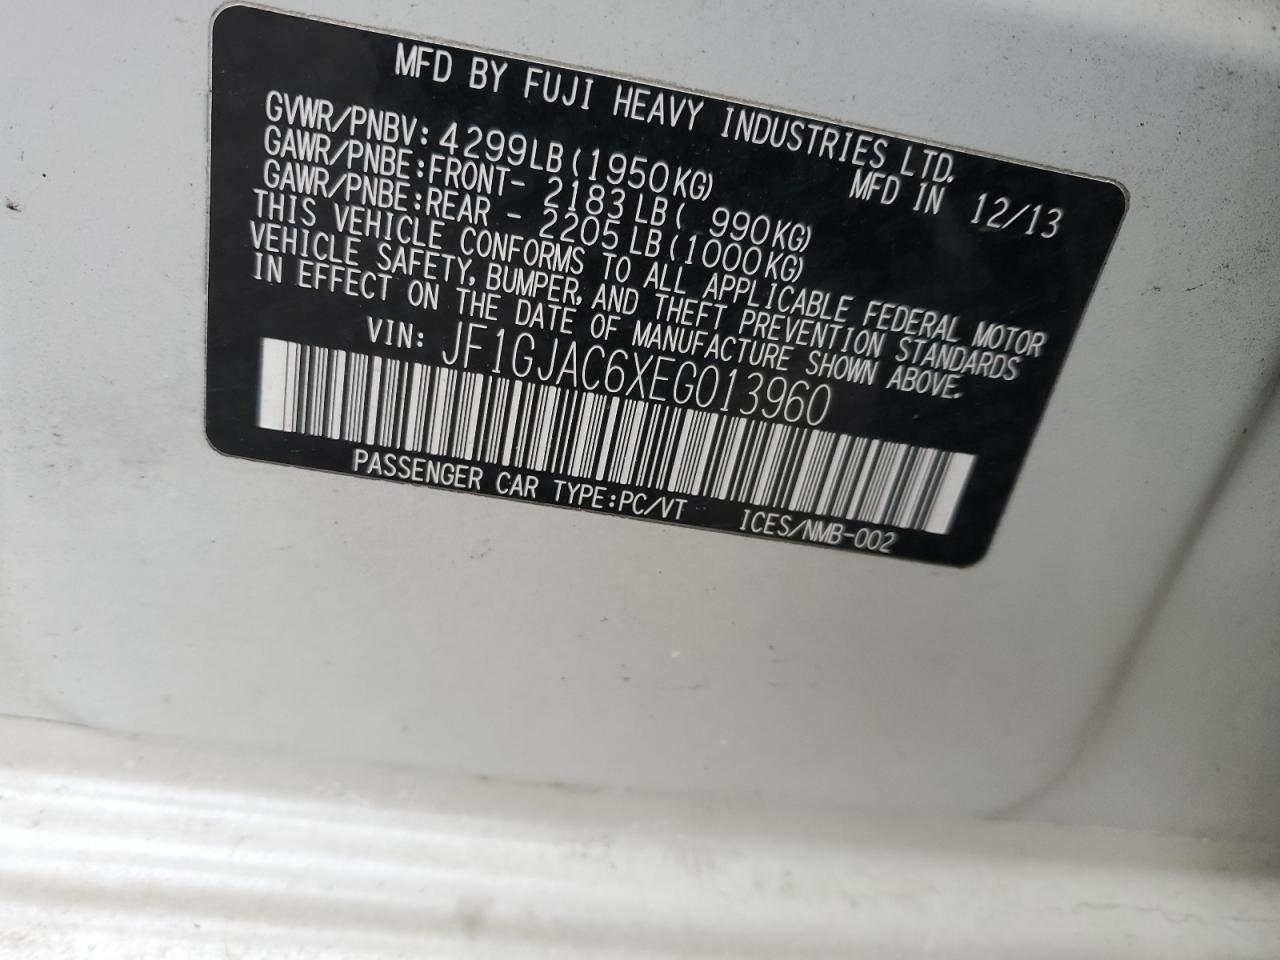 MFD BY FUJI HEAVY INDUSTRIES LTD.
MFD IN 12/13
GVWR/PNBV: 4299LB (1950KG)
GAWR/PNBE:FRONT- 2183LB( 990KG)
GAWR/PNBE:REAR - 2205LB(1000KG)
THIS VEHICLE CONFORMS TO ALL APPLICABLE FEDERAL MOTOR
VEHICLE SAFETY, BUMPER, AND THEFT PREVENTION STANDARDS
IN EFFECT ON THE DATE OF MANUFACTURE SHOWN ABOVE.
VIN: JF1GJAC6XEG013960
PASSENGER CAR TYPE:PC/VT ICES/NMB-002